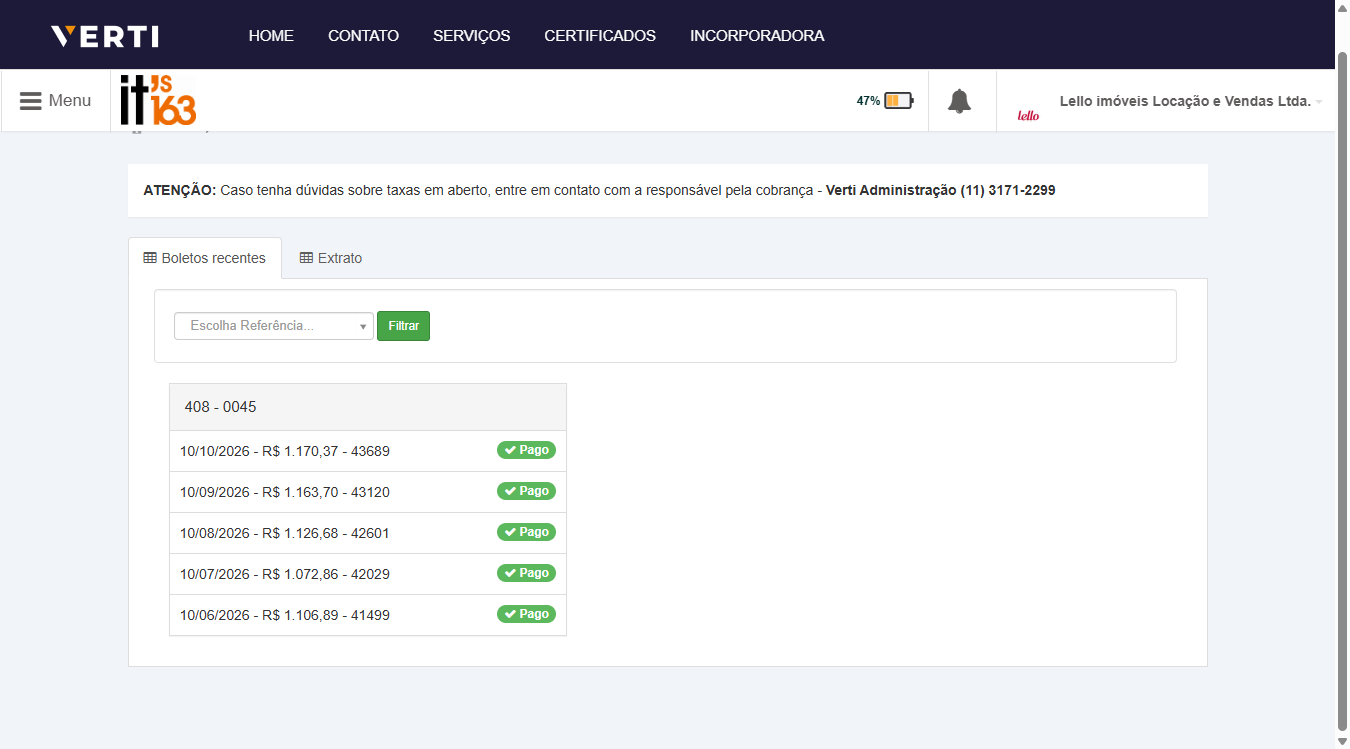 VERTI
HOME CONTATO SERVIÇOS CERTIFICADOS INCORPORADORA
Menu
it's 163
47%
lello
Lello imóveis Locação e Vendas Ltda.
ATENÇÃO: Caso tenha dúvidas sobre taxas em aberto, entre em contato com a responsável pela cobrança - Verti Administração (11) 3171-2299
Boletos recentes
Extrato
Escolha Referência...
Filtrar
408 - 0045
10/10/2026 - R$ 1.170,37 - 43689 Pago
10/09/2026 - R$ 1.163,70 - 43120 Pago
10/08/2026 - R$ 1.126,68 - 42601 Pago
10/07/2026 - R$ 1.072,86 - 42029 Pago
10/06/2026 - R$ 1.106,89 - 41499 Pago